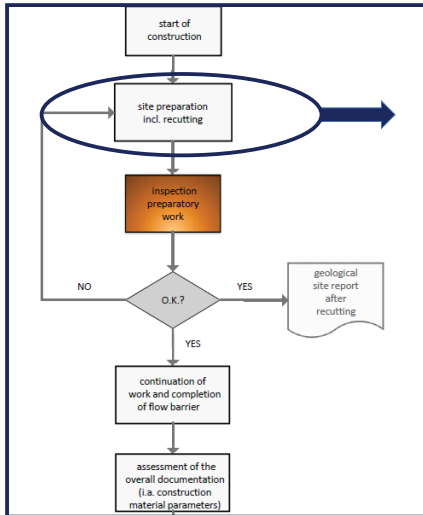 start of
construction
site preparation
incl. recutting
inspection
preparatory
work
NO
O.K.?
YES
geological
site report
after
recutting
YES
continuation of
work and completion
of flow barrier
assessment of the
overall documentation
(i.a. construction
material parameters)